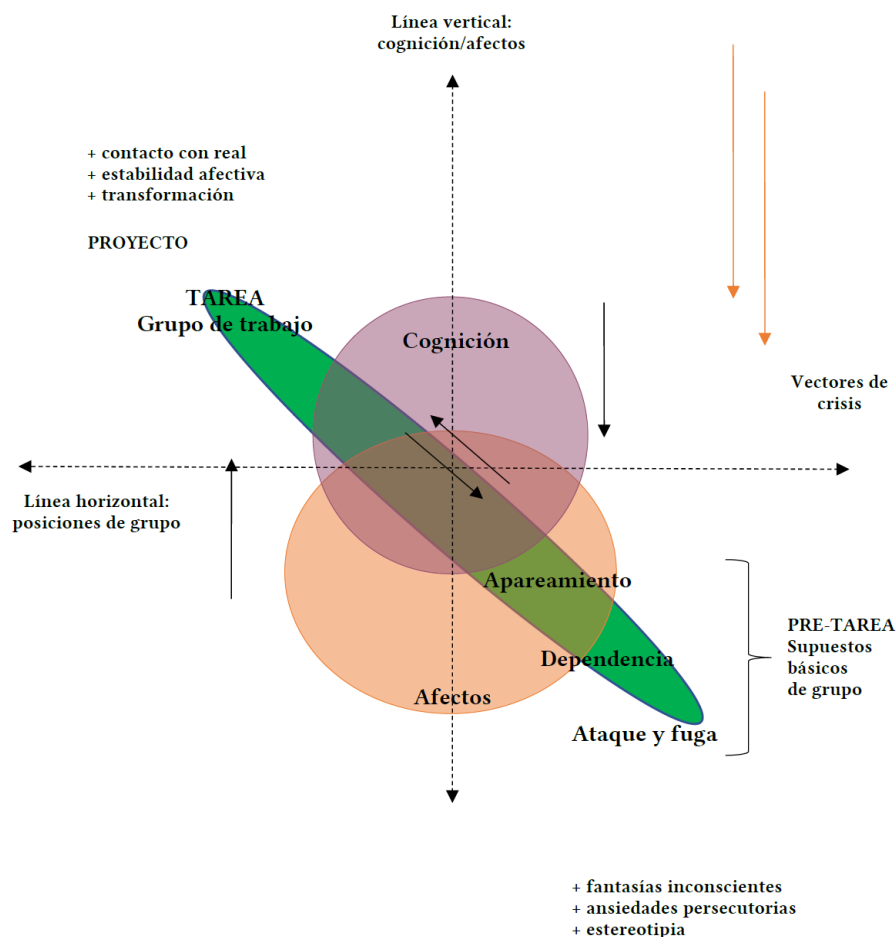 Línea vertical:
cognición/afectos
+ contacto con real
+ estabilidad afectiva
+ transformación
PROYECTO
TAREA
Grupo de trabajo
Cognición
Vectores de
crisis
Línea horizontal:
posiciones de grupo
Apareamiento
Dependencia
Afectos
Ataque y fuga
PRE-TAREA
Supuestos
básicos
de grupo
+ fantasías inconscientes
+ ansiedades persecutorias
+ estereotipia